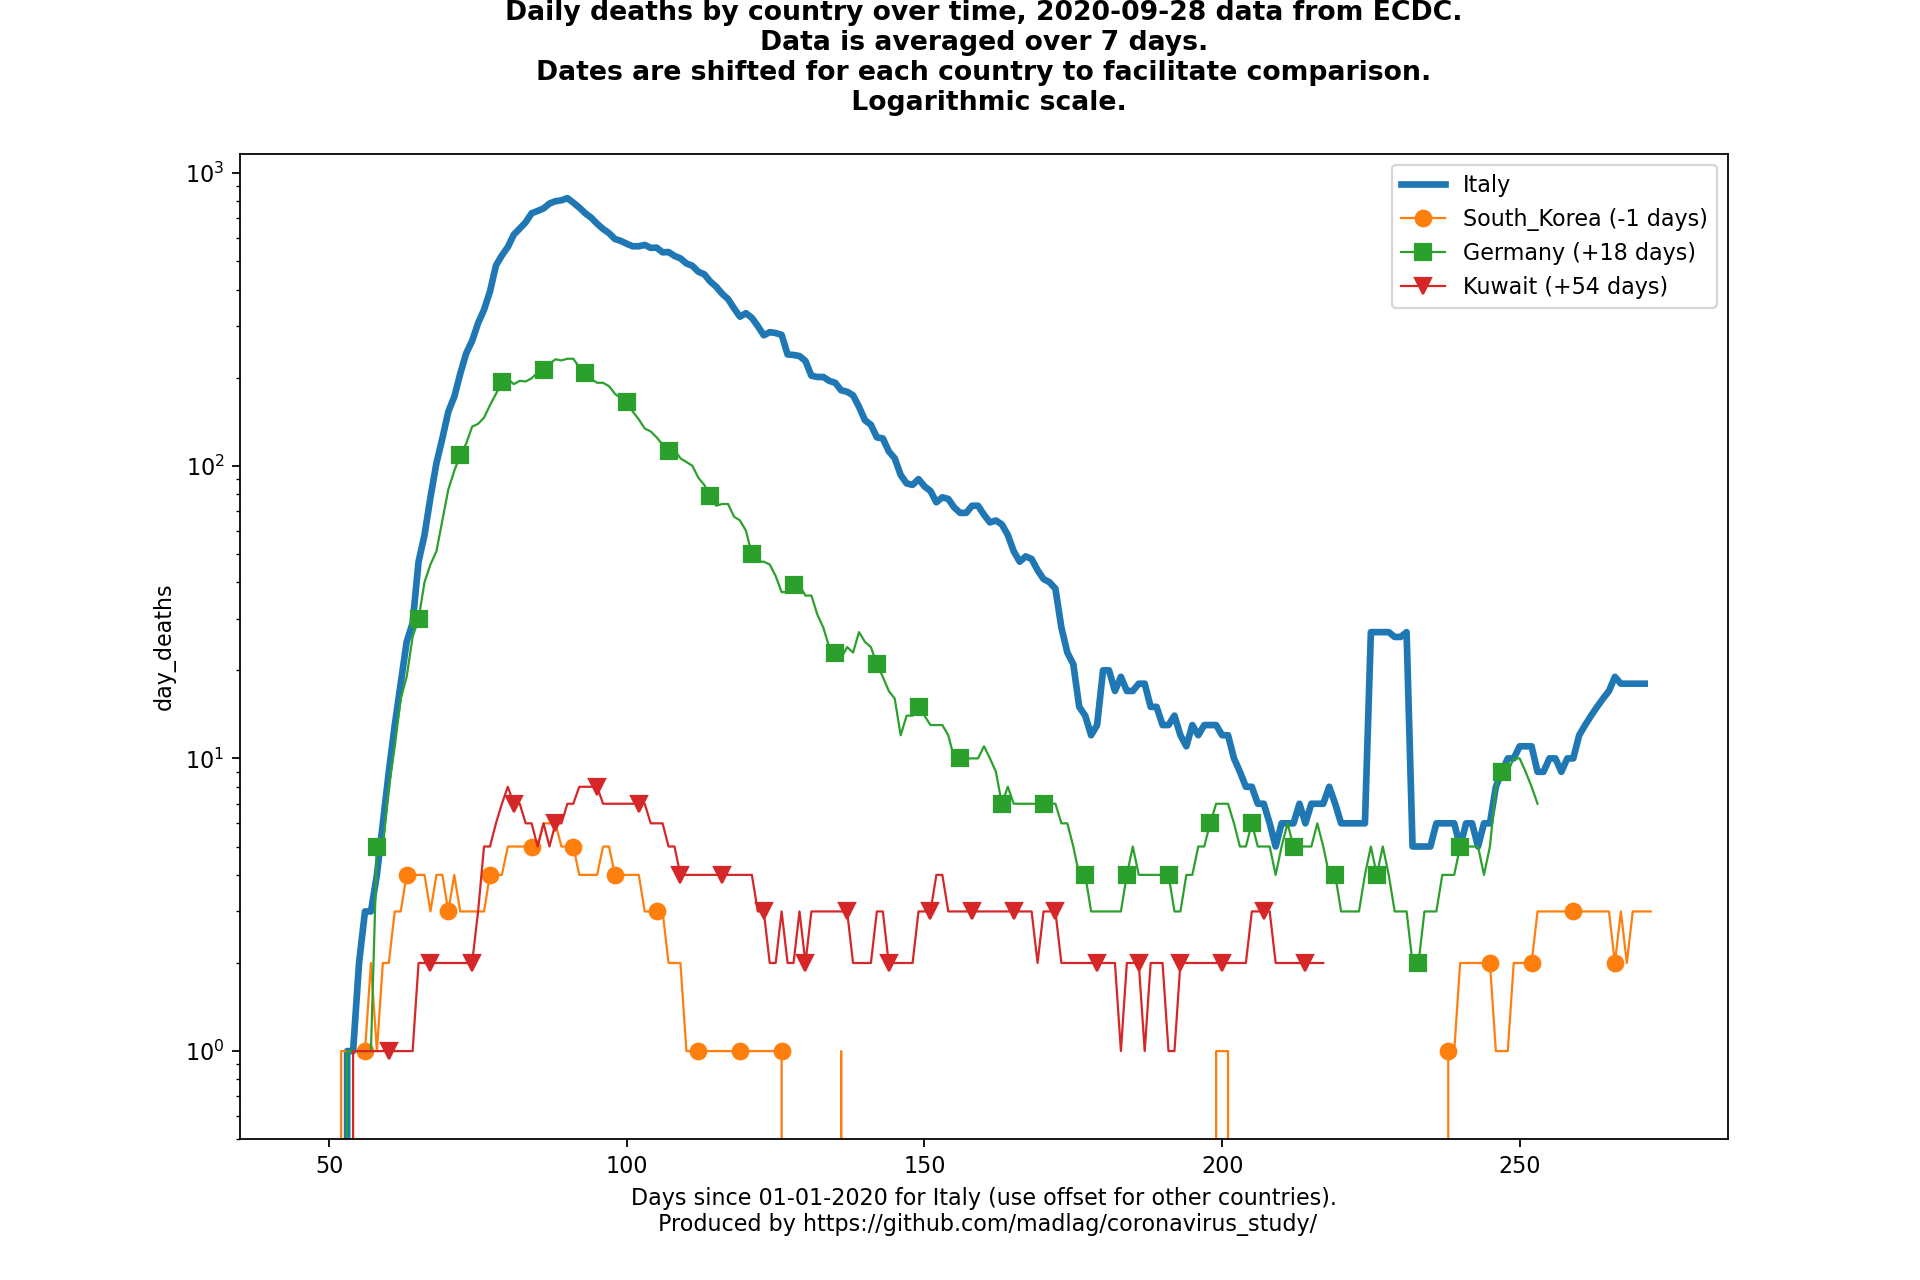 Daily deaths by country over time, 2020-09-28 data from ECDC.
Data is averaged over 7 days.
Dates are shifted for each country to facilitate comparison.
Logarithmic scale.
10³
10²
10¹
10⁰
day_deaths
Italy
South_Korea (-1 days)
Germany (+18 days)
Kuwait (+54 days)
50 100 150 200 250
Days since 01-01-2020 for Italy (use offset for other countries).
Produced by https://github.com/madlag/coronavirus_study/